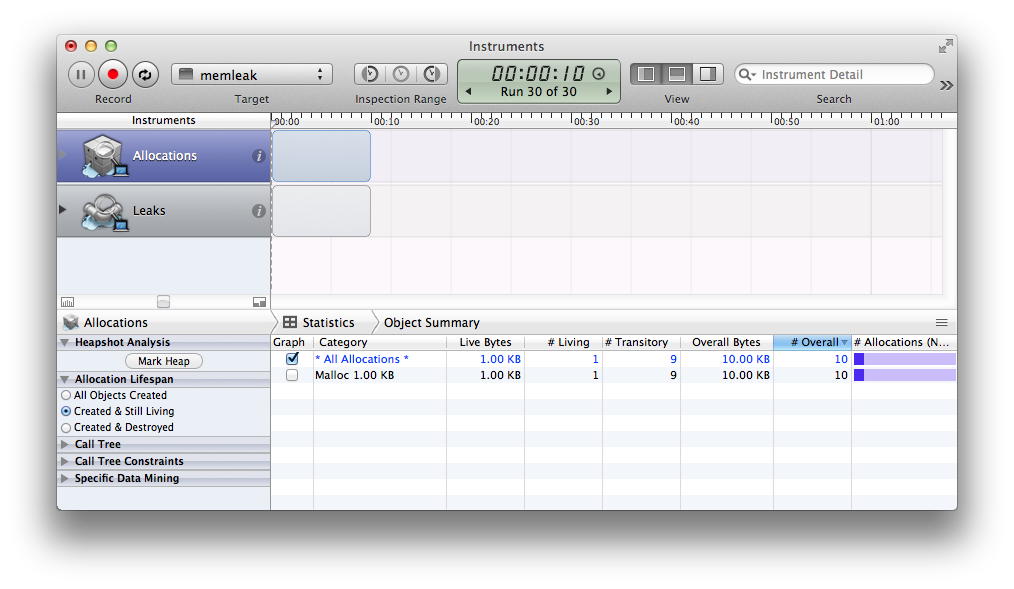 Instruments
memleak
00:00:10
Run 30 of 30
Instrument Detail
Record
Target
Inspection Range
View
Search
Instruments
00:00
00:10
00:20
00:30
00:40
00:50
01:00
Allocations
Leaks
Allocations
Statistics
Object Summary
Heapshot Analysis
Mark Heap
Allocation Lifespan
All Objects Created
Created & Still Living
Created & Destroyed
Call Tree
Call Tree Constraints
Specific Data Mining
Graph Category Live Bytes # Living # Transitory Overall Bytes # Overall # Allocations (N...
* All Allocations * 1.00 KB 1 9 10.00 KB 10
Malloc 1.00 KB 1.00 KB 1 9 10.00 KB 10